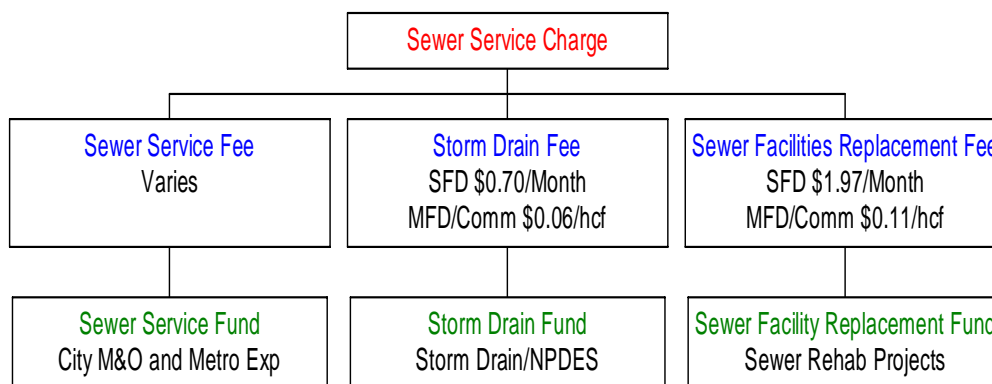 Sewer Service Charge
Sewer Service Fee
Varies
Storm Drain Fee
SFD $0.70/Month
MFD/Comm $0.06/hcf
Sewer Facilities Replacement Fee
SFD $1.97/Month
MFD/Comm $0.11/hcf
Sewer Service Fund
City M&O and Metro Exp
Storm Drain Fund
Storm Drain/NPDES
Sewer Facility Replacement Fund
Sewer Rehab Projects